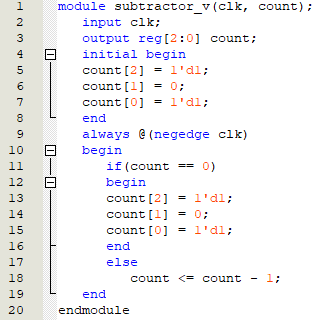 1 module subtractor_v(clk, count);
2 input clk;
3 output reg[2:0] count;
4 initial begin
5 count[2] = 1'd1;
6 count[1] = 0;
7 count[0] = 1'd1;
8 end
9 always @(negedge clk)
10 begin
11 if(count == 0)
12 begin
13 count[2] = 1'd1;
14 count[1] = 0;
15 count[0] = 1'd1;
16 end
17 else
18 count <= count - 1;
19 end
20 endmodule